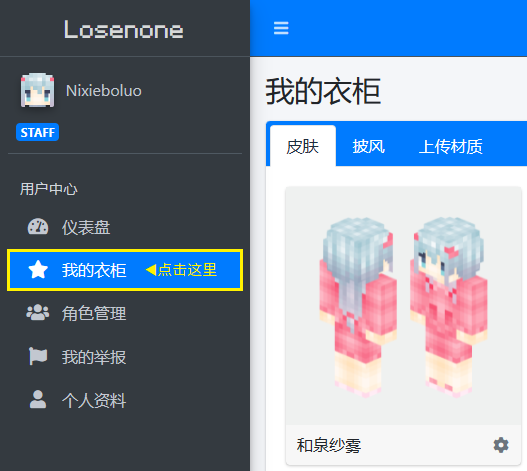 Losenone
Nixieboluo
STAFF
用户中心
仪表盘
我的衣柜 ◀点击这里
角色管理
我的举报
个人资料
我的衣柜
皮肤 披风 上传材质
和泉纱雾